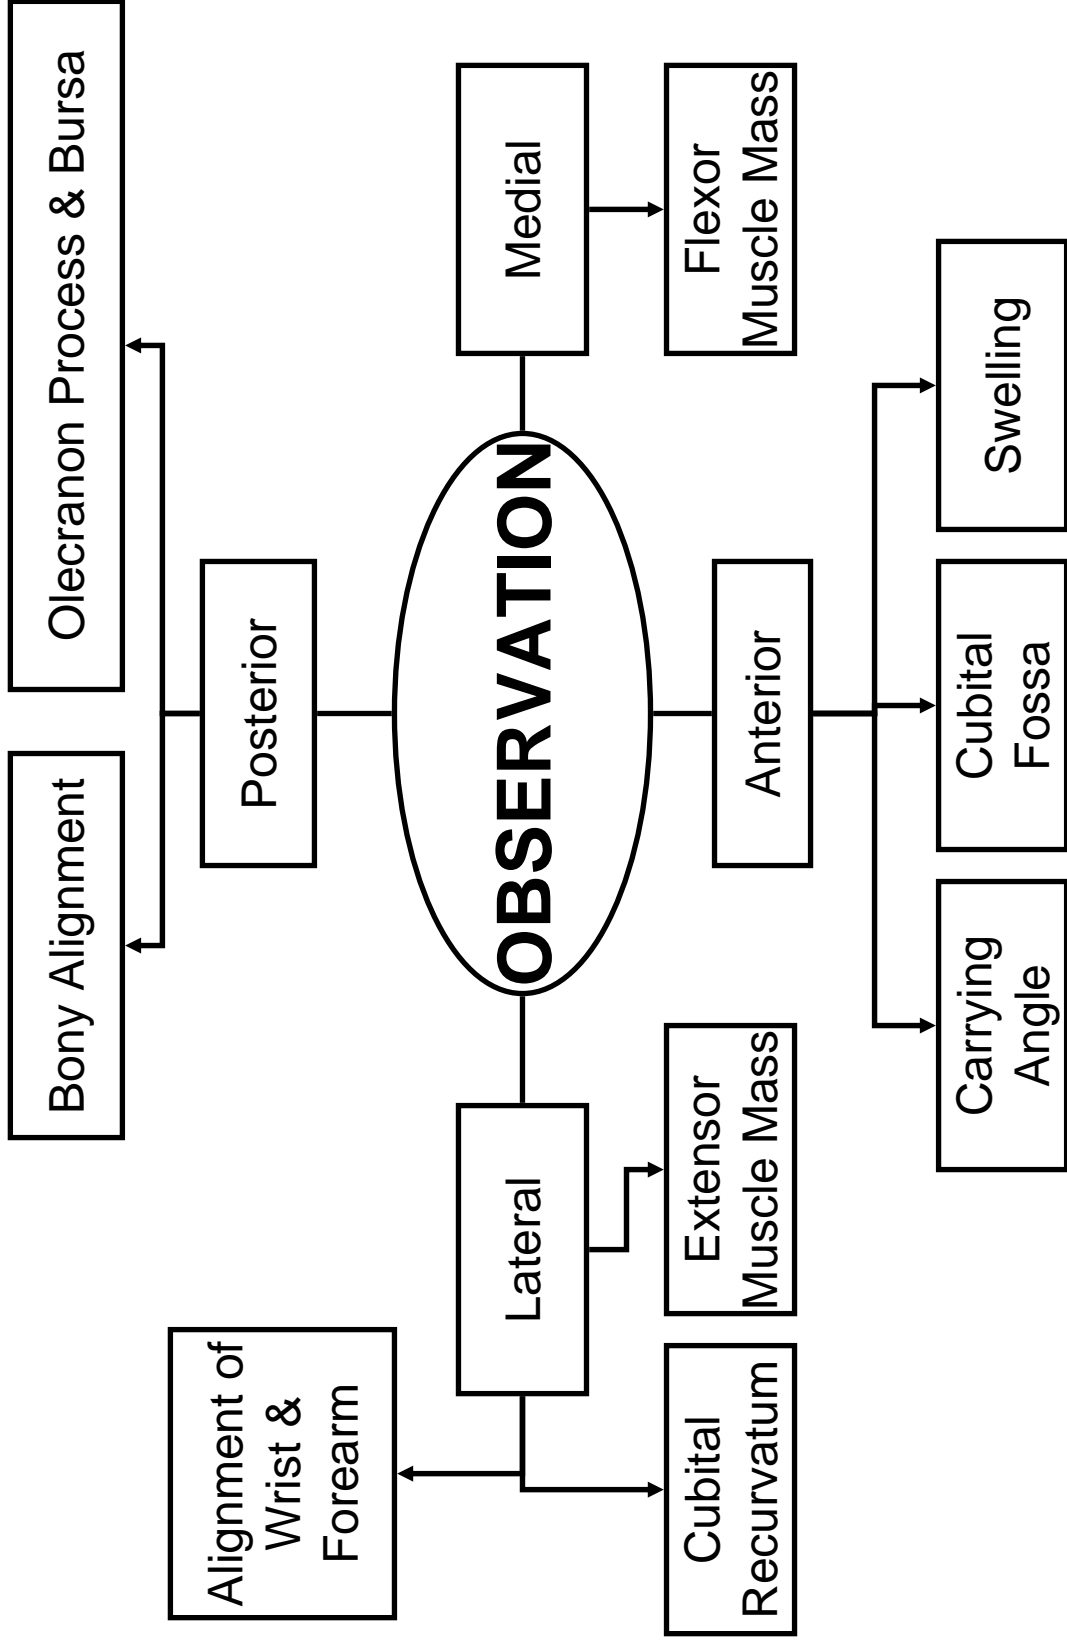 Bony Alignment
Olecranon Process & Bursa
Alignment of
Wrist &
Forearm
Posterior
Lateral
OBSERVATION
Medial
Cubital
Recurvatum
Extensor
Muscle Mass
Flexor
Muscle Mass
Anterior
Carrying
Angle
Cubital
Fossa
Swelling